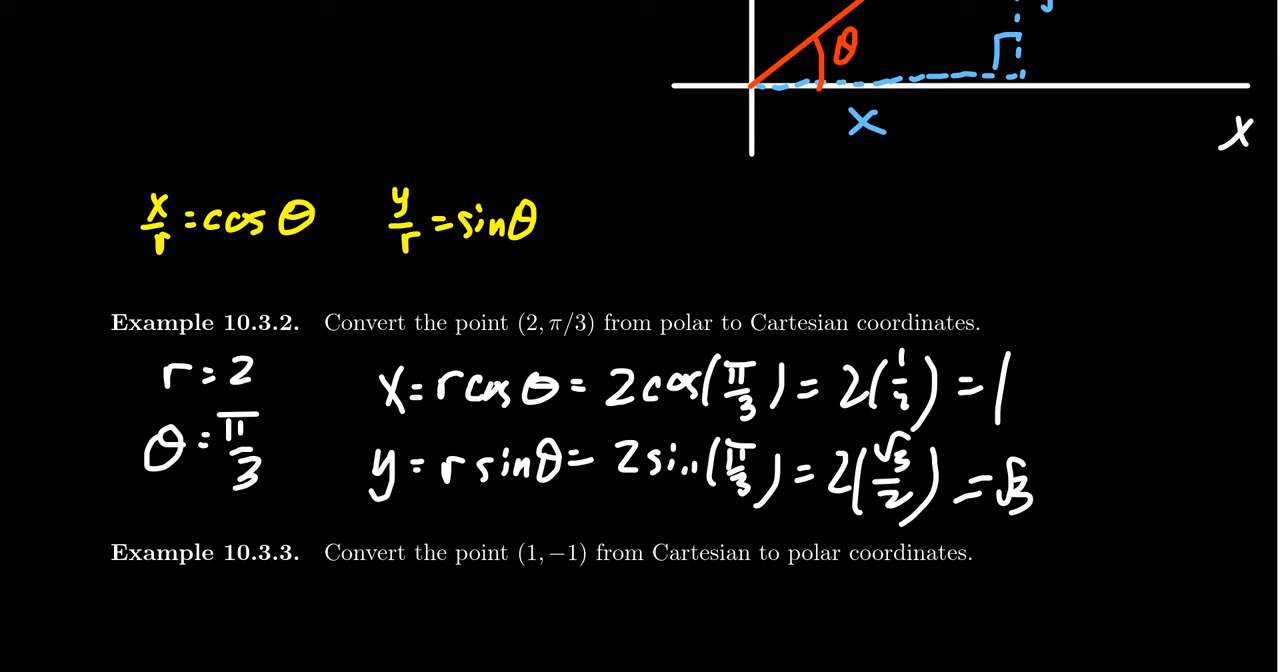 θ
x
x
x/r = cos θ y/r = sin θ
Example 10.3.2. Convert the point (2, π/3) from polar to Cartesian coordinates.
r = 2 x = r cos θ = 2 cos(π/3) = 2(1/2) = 1
θ = π/3 y = r sin θ = 2 sin(π/3) = 2(√3/2) = √3
Example 10.3.3. Convert the point (1, −1) from Cartesian to polar coordinates.